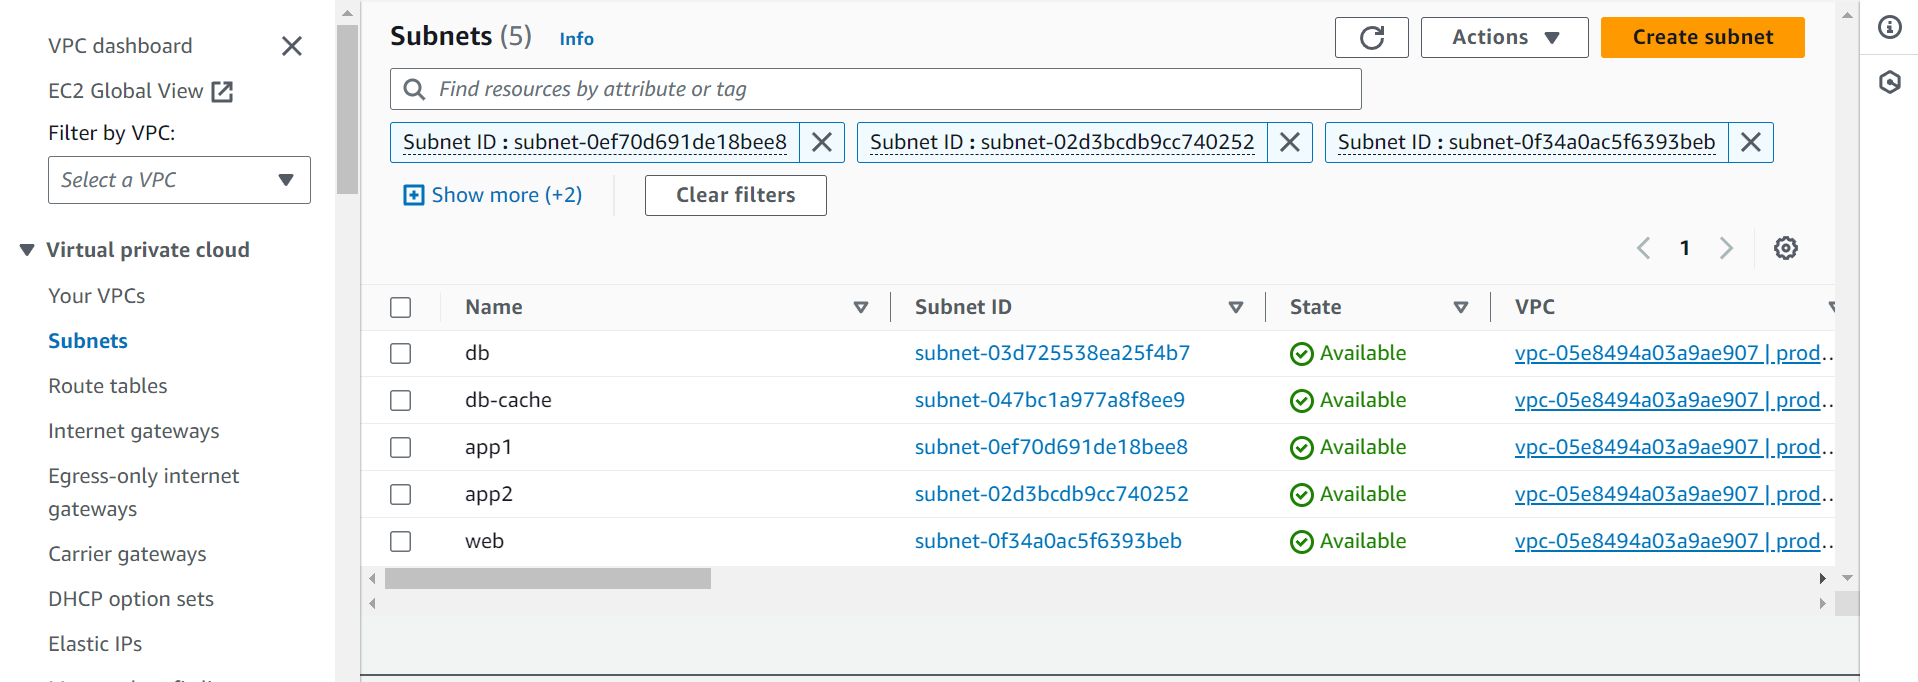 VPC dashboard
EC2 Global View
Filter by VPC:
Select a VPC
Virtual private cloud
Your VPCs
Subnets
Route tables
Internet gateways
Egress-only internet
gateways
Carrier gateways
DHCP option sets
Elastic IPs
Subnets (5) Info
Actions
Create subnet
Find resources by attribute or tag
Subnet ID : subnet-0ef70d691de18bee8
Subnet ID : subnet-02d3bcdb9cc740252
Subnet ID : subnet-0f34a0ac5f6393beb
Show more (+2)
Clear filters
1
Name Subnet ID State VPC
db subnet-03d725538ea25f4b7 Available vpc-05e8494a03a9ae907 | prod…
db-cache subnet-047bc1a977a8f8ee9 Available vpc-05e8494a03a9ae907 | prod…
app1 subnet-0ef70d691de18bee8 Available vpc-05e8494a03a9ae907 | prod…
app2 subnet-02d3bcdb9cc740252 Available vpc-05e8494a03a9ae907 | prod…
web subnet-0f34a0ac5f6393beb Available vpc-05e8494a03a9ae907 | prod…